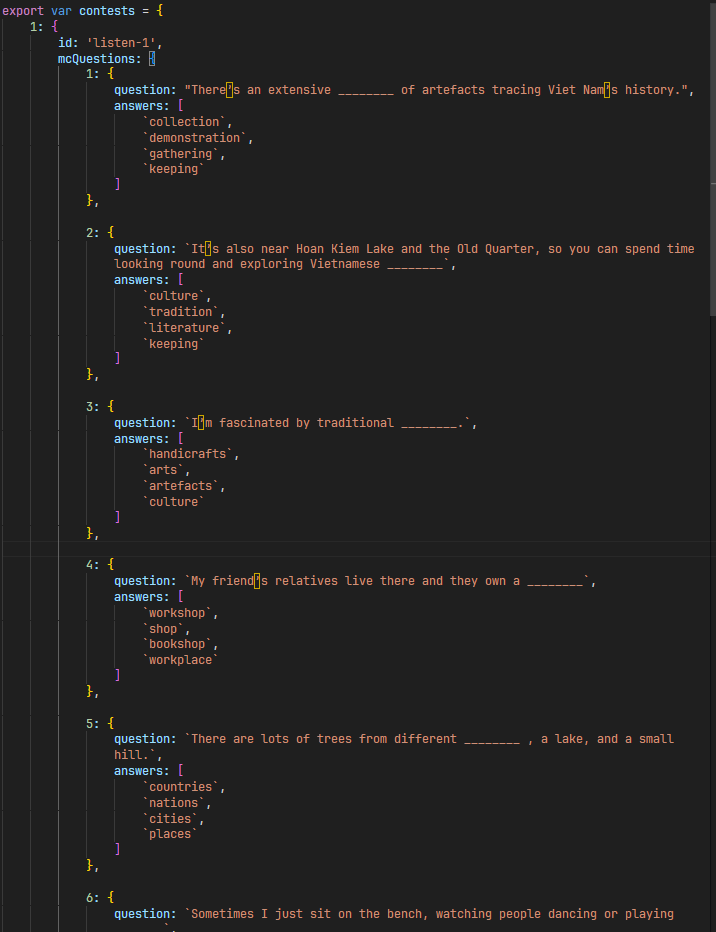 export var contests = {
1: {
id: 'listen-1',
mcQuestions: {
1: {
question: "There’s an extensive ________ of artefacts tracing Viet Nam’s history.",
answers: [
`collection`,
`demonstration`,
`gathering`,
`keeping`
]
},
2: {
question: `It’s also near Hoan Kiem Lake and the Old Quarter, so you can spend time
looking round and exploring Vietnamese ________`,
answers: [
`culture`,
`tradition`,
`literature`,
`keeping`
]
},
3: {
question: `I’m fascinated by traditional ________.`,
answers: [
`handicrafts`,
`arts`,
`artefacts`,
`culture`
]
},
4: {
question: `My friend’s relatives live there and they own a ________`,
answers: [
`workshop`,
`shop`,
`bookshop`,
`workplace`
]
},
5: {
question: `There are lots of trees from different ________ , a lake, and a small
hill.`,
answers: [
`countries`,
`nations`,
`cities`,
`places`
]
},
6: {
question: `Sometimes I just sit on the bench, watching people dancing or playing